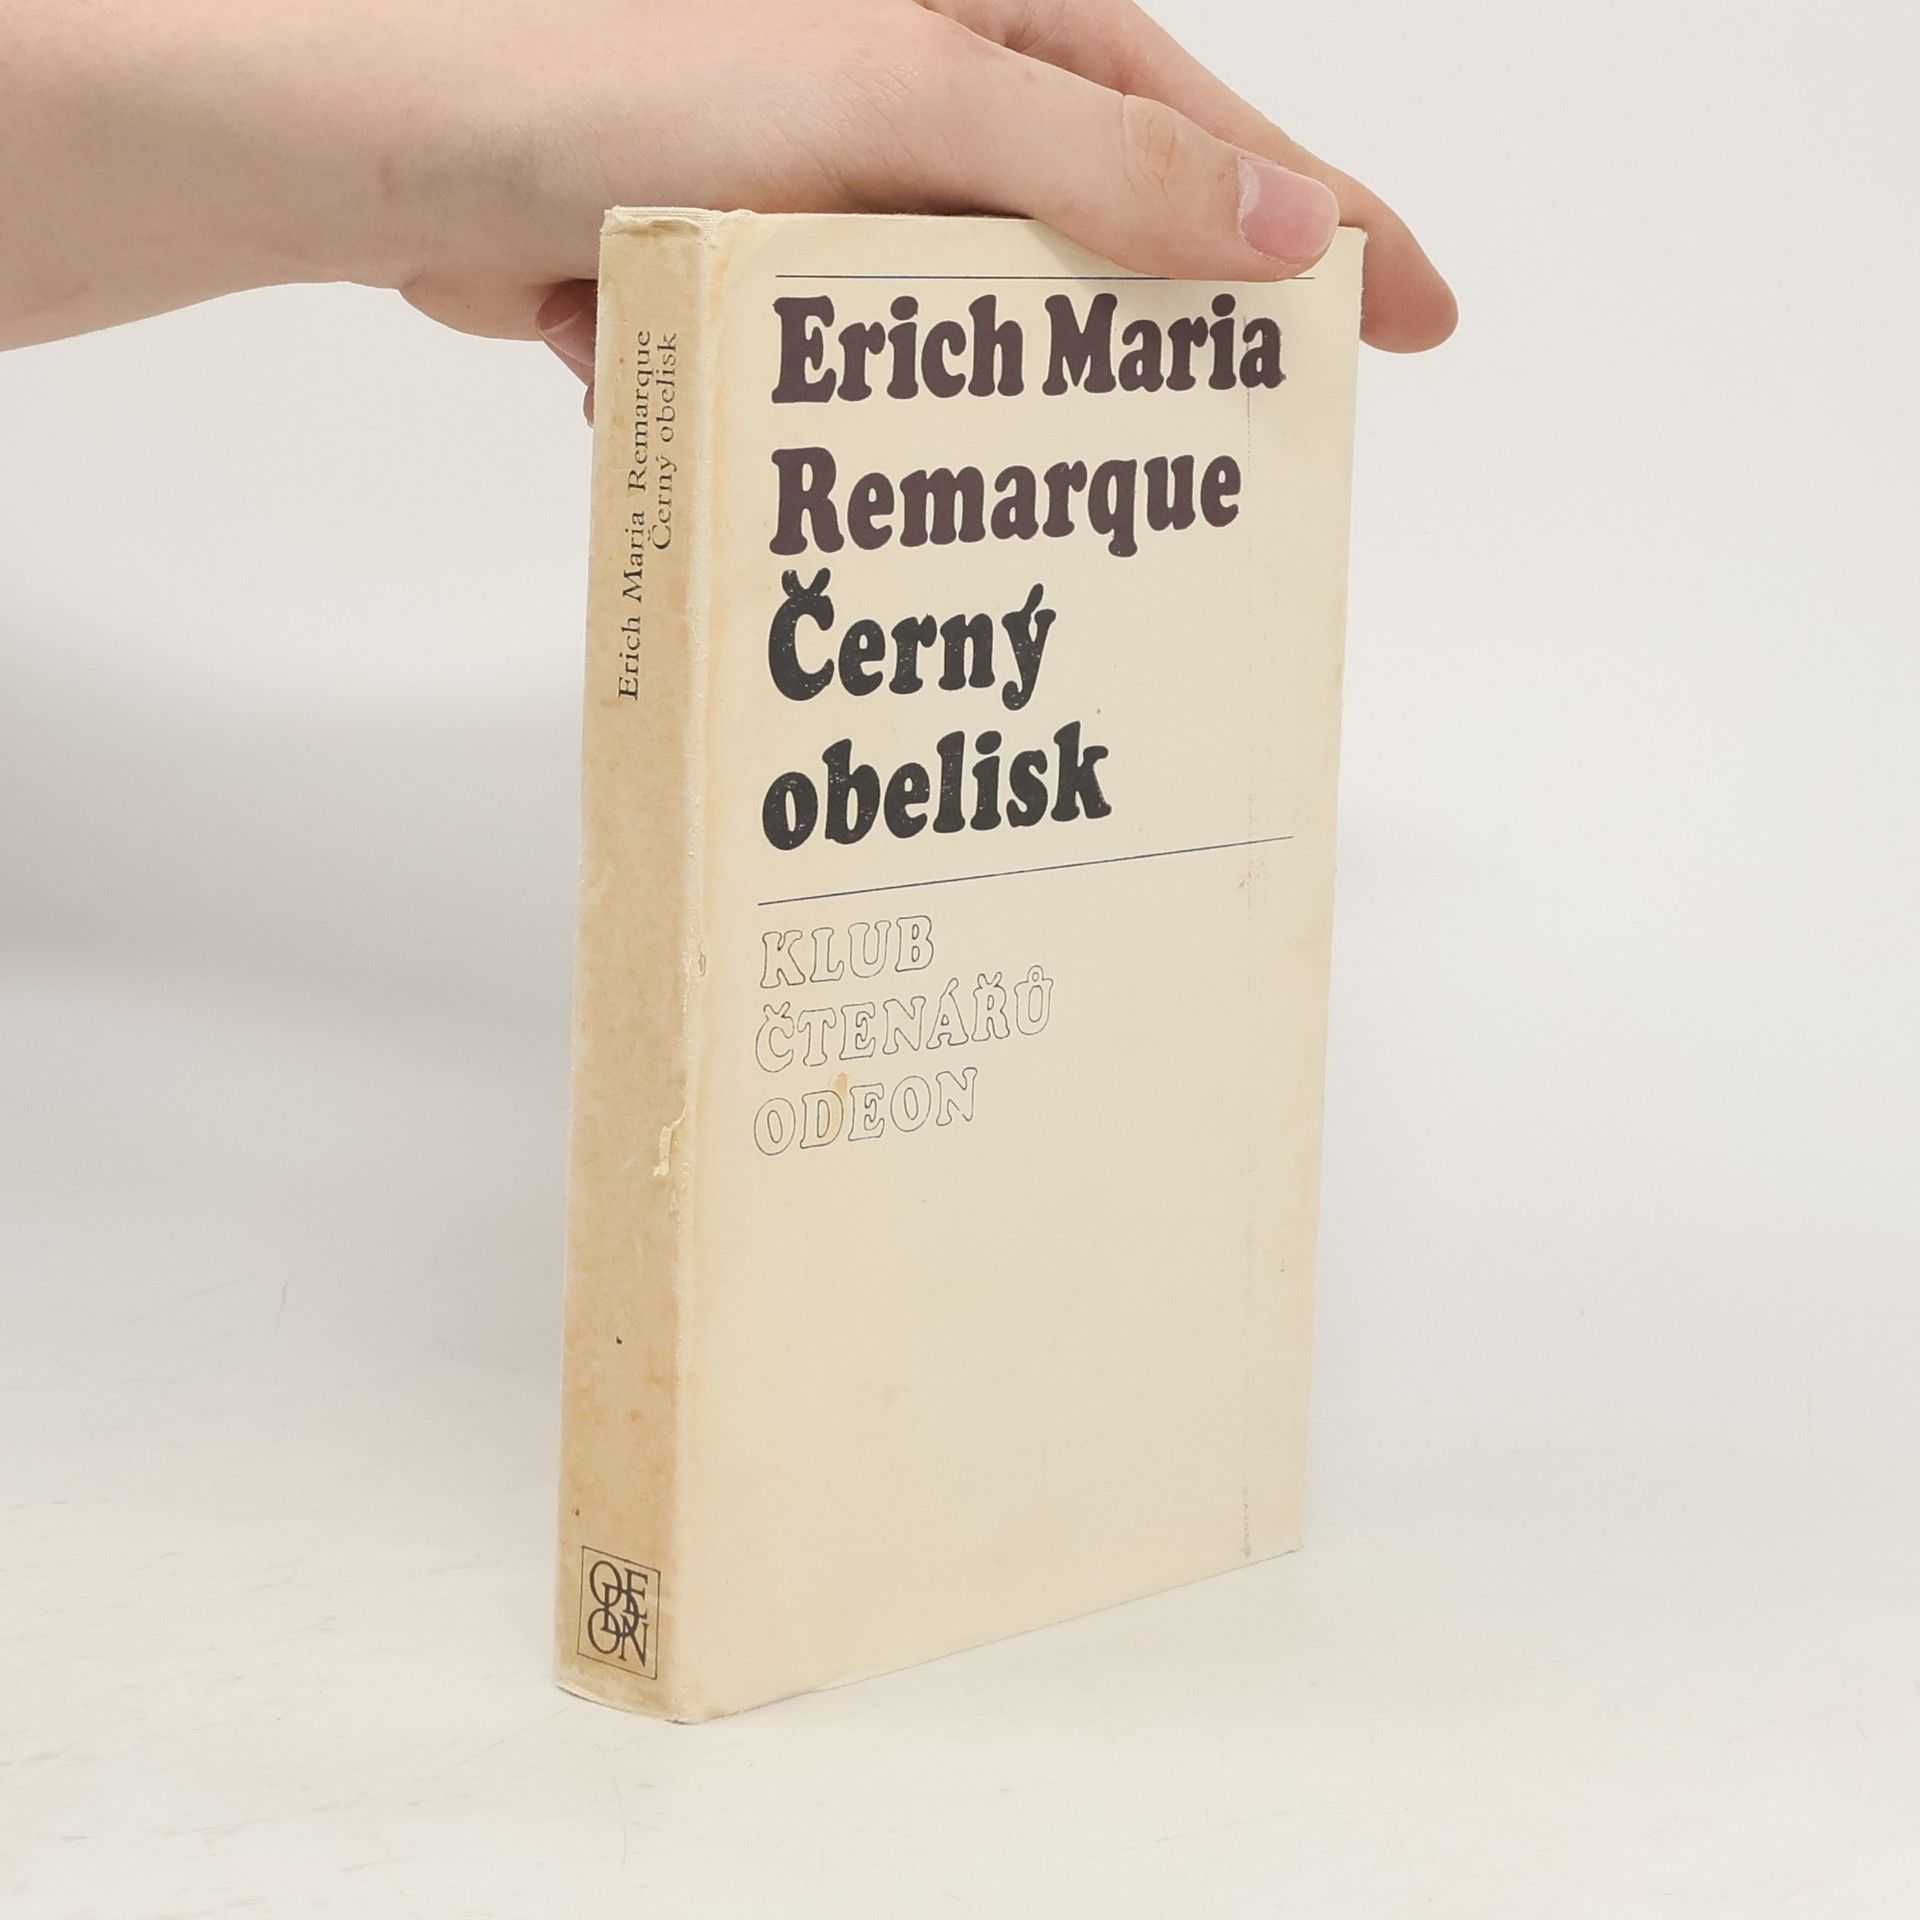 Erich Maria
Remarque
Černý
obelisk
KLUB
ČTENÁŘŮ
ODEON
Erich Maria Remarque
Černý obelisk
ODEON